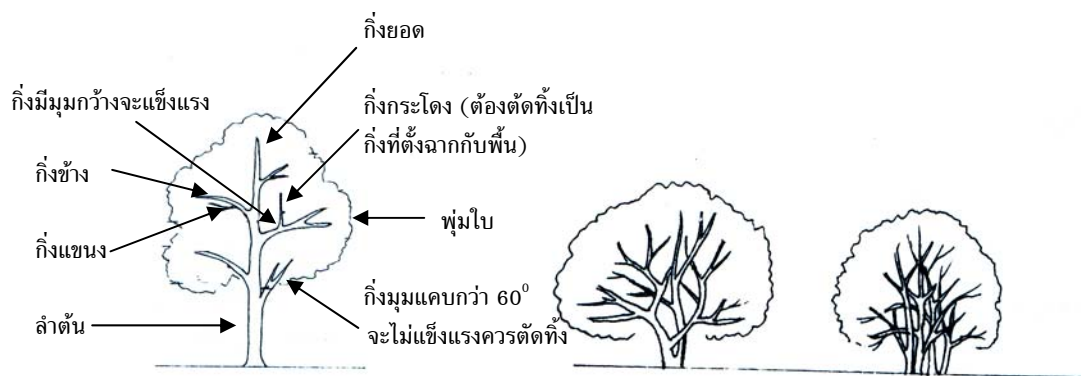 กิ่งยอด
กิ่งมีมุมกว้างจะแข็งแรง
กิ่งกระโดง (ต้องตัดทิ้งเป็น
กิ่งที่ตั้งฉากกับพื้น)
กิ่งข้าง
พุ่มใบ
กิ่งแขนง
กิ่งมุมแคบกว่า 60⁰
จะไม่แข็งแรงควรตัดทิ้ง
ลำต้น